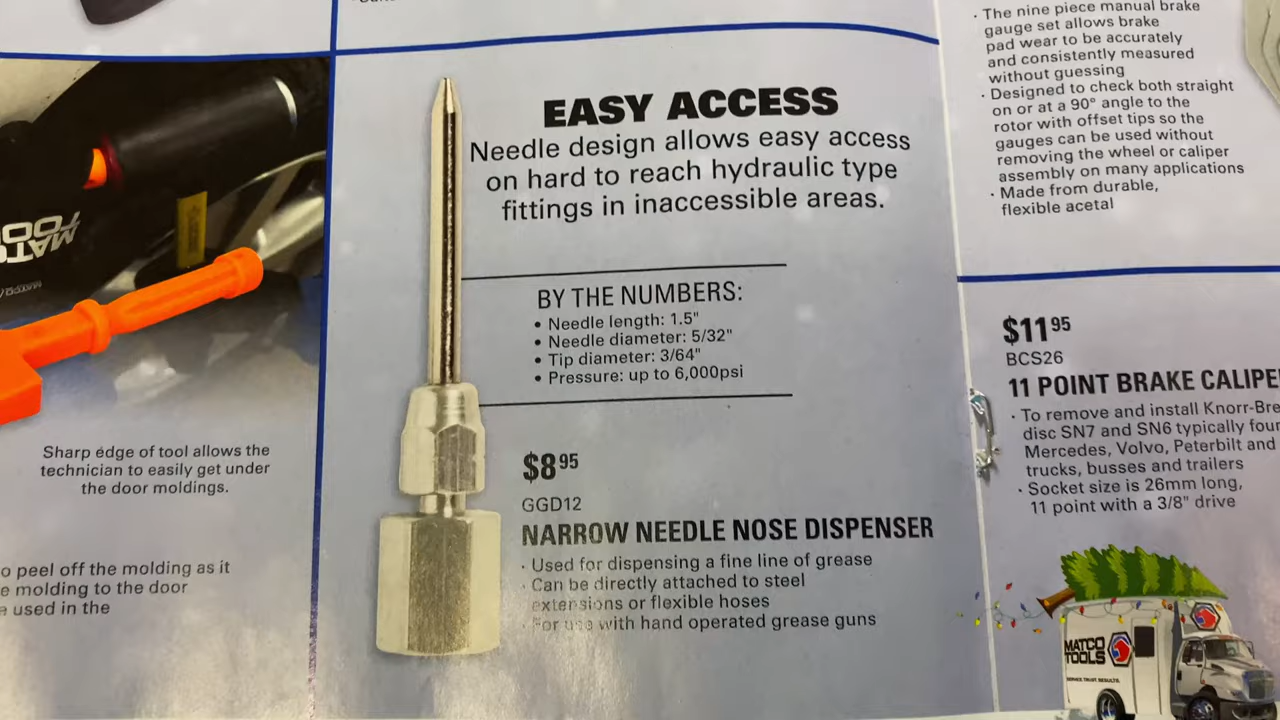 MATCO
TOO
Sharp edge of tool allows the
technician to easily get under
the door moldings.
o peel off the molding as it
e molding to the door
used in the
EASY ACCESS
Needle design allows easy access
on hard to reach hydraulic type
fittings in inaccessible areas.
BY THE NUMBERS:
• Needle length: 1.5"
• Needle diameter: 5/32"
• Tip diameter: 3/64"
• Pressure: up to 6,000psi
$8 95
GGD12
NARROW NEEDLE NOSE DISPENSER
· Used for dispensing a fine line of grease
· Can be directly attached to steel
extensions or flexible hoses
· For use with hand operated grease guns
· The nine piece manual brake
gauge set allows brake
pad wear to be accurately
and consistently measured
without guessing
· Designed to check both straight
on or at a 90° angle to the
rotor with offset tips so the
gauges can be used without
removing the wheel or caliper
assembly on many applications
· Made from durable,
flexible acetal
$11 95
BCS26
11 POINT BRAKE CALIPE
· To remove and install Knorr-Bre
disc SN7 and SN6 typically four
Mercedes, Volvo, Peterbilt and
trucks, busses and trailers
· Socket size is 26mm long,
11 point with a 3/8" drive
MATCO
TOOLS
SERVICE. TRUST. RESULTS.